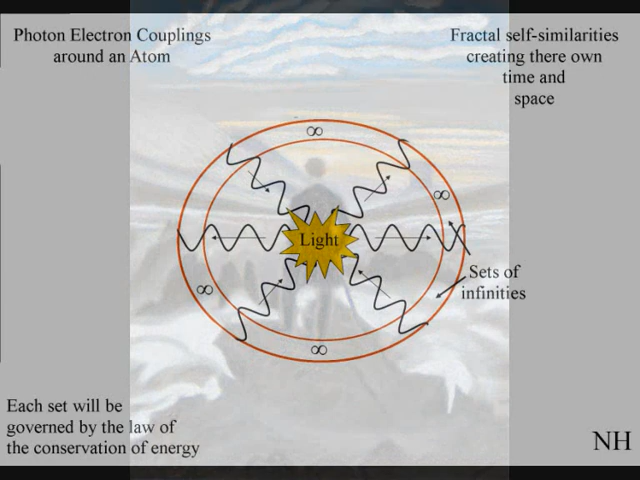 Photon Electron Couplings
around an Atom
Fractal self-similarities
creating there own
time and
space
∞
∞
Light
Sets of
infinities
∞
∞
Each set will be
governed by the law of
the conservation of energy
NH